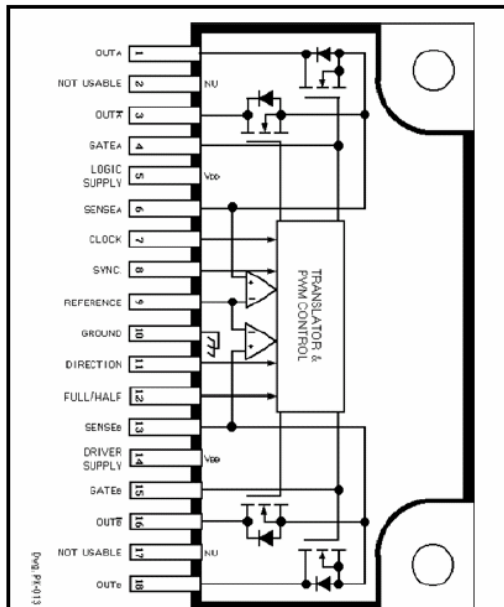 OUTA 1
NOT USABLE 2 NU
OUTA̅ 3
GATEA 4
LOGIC
SUPPLY 5 VDD
SENSEA 6
CLOCK 7
SYNC. 8
REFERENCE 9
GROUND 10
DIRECTION 11
FULL/HALF 12
SENSEB 13
DRIVER
SUPPLY 14
GATEB 15
OUTB̅ 16
NOT USABLE 17 NU
OUTB 18
TRANSLATOR &
PWM CONTROL
+
−
−
+
Dwg. PK-013